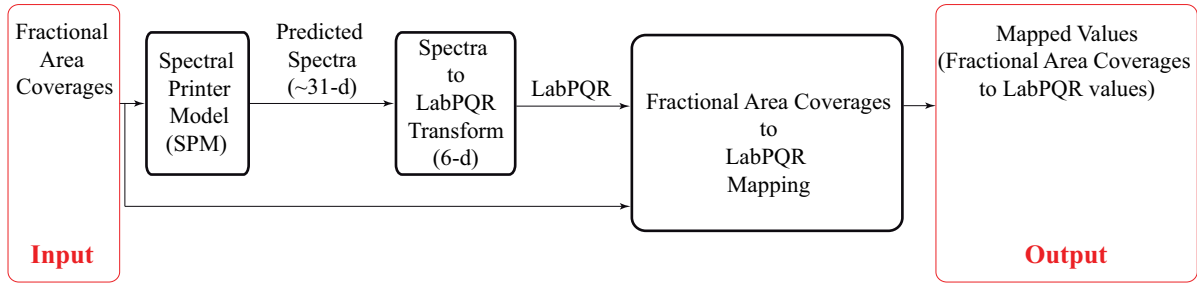 Fractional
Area
Coverages
Input
Spectral
Printer
Model
(SPM)
Predicted
Spectra
(~31-d)
Spectra
to
LabPQR
Transform
(6-d)
LabPQR
Fractional Area Coverages
to
LabPQR
Mapping
Mapped Values
(Fractional Area Coverages
to LabPQR values)
Output